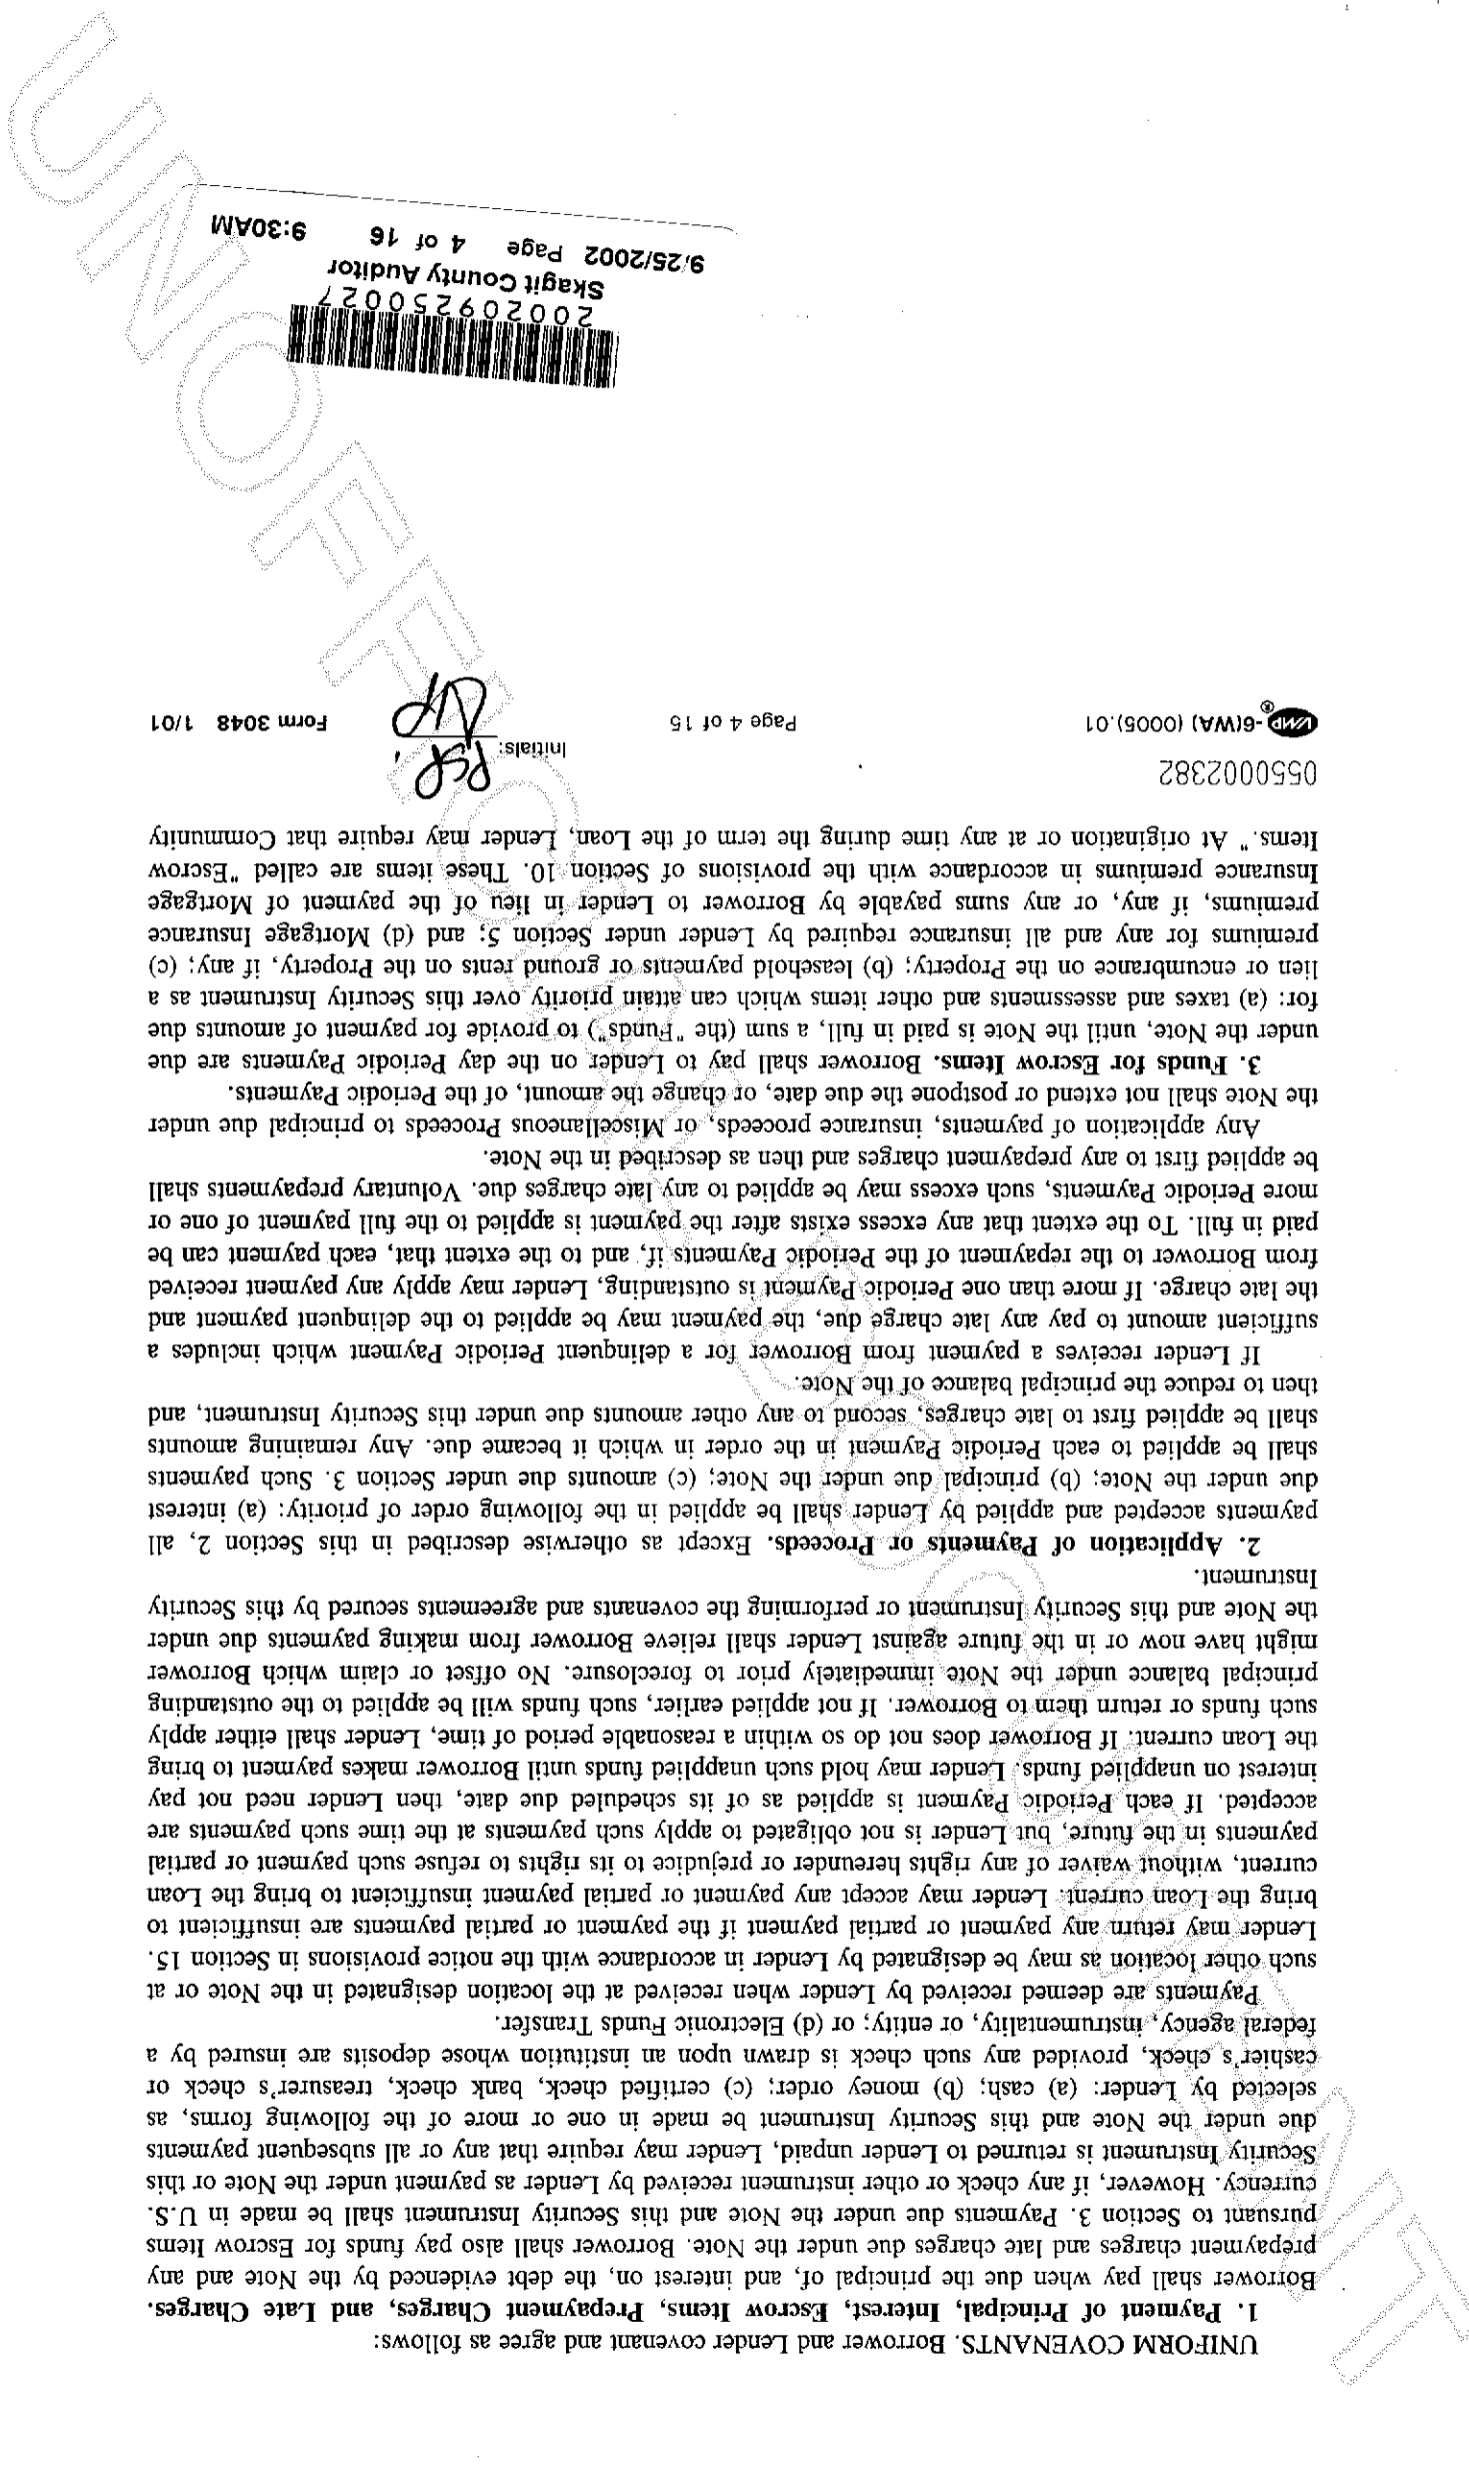 UNIFORM COVENANTS. Borrower and Lender covenant and agree as follows:
1. Payment of Principal, Interest, Escrow Items, Prepayment Charges, and Late Charges.
Borrower shall pay when due the principal of, and interest on, the debt evidenced by the Note and any
prepayment charges and late charges due under the Note. Borrower shall also pay funds for Escrow Items
pursuant to Section 3. Payments due under the Note and this Security Instrument shall be made in U.S.
currency. However, if any check or other instrument received by Lender as payment under the Note or this
Security Instrument is returned to Lender unpaid, Lender may require that any or all subsequent payments
due under the Note and this Security Instrument be made in one or more of the following forms, as
selected by Lender: (a) cash; (b) money order; (c) certified check, bank check, treasurer's check or
cashier's check, provided any such check is drawn upon an institution whose deposits are insured by a
federal agency, instrumentality, or entity; or (d) Electronic Funds Transfer.
Payments are deemed received by Lender when received at the location designated in the Note or at
such other location as may be designated by Lender in accordance with the notice provisions in Section 15.
Lender may return any payment or partial payment if the payment or partial payments are insufficient to
bring the Loan current. Lender may accept any payment or partial payment insufficient to bring the Loan
current, without waiver of any rights hereunder or prejudice to its rights to refuse such payment or partial
payments in the future, but Lender is not obligated to apply such payments at the time such payments are
accepted. If each Periodic Payment is applied as of its scheduled due date, then Lender need not pay
interest on unapplied funds. Lender may hold such unapplied funds until Borrower makes payment to bring
the Loan current. If Borrower does not do so within a reasonable period of time, Lender shall either apply
such funds or return them to Borrower. If not applied earlier, such funds will be applied to the outstanding
principal balance under the Note immediately prior to foreclosure. No offset or claim which Borrower
might have now or in the future against Lender shall relieve Borrower from making payments due under
the Note and this Security Instrument or performing the covenants and agreements secured by this Security
Instrument.
2. Application of Payments or Proceeds. Except as otherwise described in this Section 2, all
payments accepted and applied by Lender shall be applied in the following order of priority: (a) interest
due under the Note; (b) principal due under the Note; (c) amounts due under Section 3. Such payments
shall be applied to each Periodic Payment in the order in which it became due. Any remaining amounts
shall be applied first to late charges, second to any other amounts due under this Security Instrument, and
then to reduce the principal balance of the Note.
If Lender receives a payment from Borrower for a delinquent Periodic Payment which includes a
sufficient amount to pay any late charge due, the payment may be applied to the delinquent payment and
the late charge. If more than one Periodic Payment is outstanding, Lender may apply any payment received
from Borrower to the repayment of the Periodic Payments if, and to the extent that, each payment can be
paid in full. To the extent that any excess exists after the payment is applied to the full payment of one or
more Periodic Payments, such excess may be applied to any late charges due. Voluntary prepayments shall
be applied first to any prepayment charges and then as described in the Note.
Any application of payments, insurance proceeds, or Miscellaneous Proceeds to principal due under
the Note shall not extend or postpone the due date, or change the amount, of the Periodic Payments.
3. Funds for Escrow Items. Borrower shall pay to Lender on the day Periodic Payments are due
under the Note, until the Note is paid in full, a sum (the "Funds") to provide for payment of amounts due
for: (a) taxes and assessments and other items which can attain priority over this Security Instrument as a
lien or encumbrance on the Property; (b) leasehold payments or ground rents on the Property, if any; (c)
premiums for any and all insurance required by Lender under Section 5; and (d) Mortgage Insurance
premiums, if any, or any sums payable by Borrower to Lender in lieu of the payment of Mortgage
Insurance premiums in accordance with the provisions of Section 10. These items are called "Escrow
Items." At origination or at any time during the term of the Loan, Lender may require that Community
0550002382
Initials:
VMP®-6(WA) (0005).01 Page 4 of 15 Form 3048 1/01
200209250027
Skagit County Auditor
9/25/2002 Page 4 of 16 9:30AM
UNOFFICIAL DOCUMENT